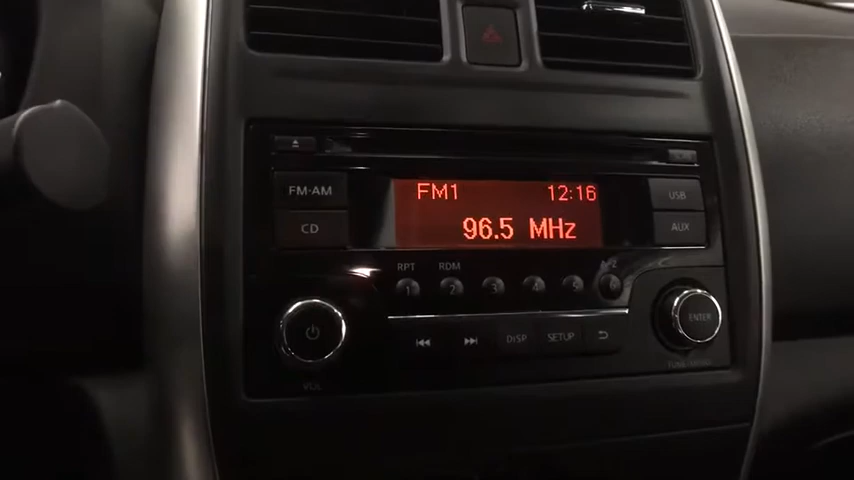 FM1 12:16
96.5 MHz
FM·AM
CD
USB
AUX
RPT RDM
1 2 3 4 5 6
DISP SETUP
ENTER
VOL